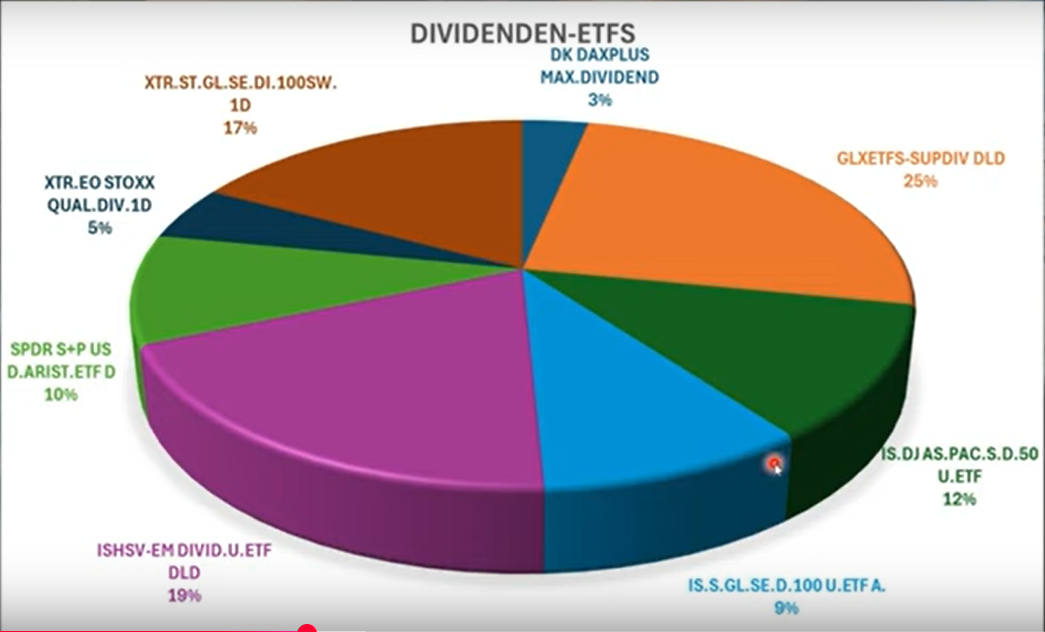 DIVIDENDEN-ETFS
DK DAXPLUS
MAX.DIVIDEND
3%
XTR.ST.GL.SE.DI.100SW.
1D
17%
GLXETFS-SUPDIV DLD
25%
XTR.EO STOXX
QUAL.DIV.1D
5%
SPDR S+P US
D.ARIST.ETF D
10%
IS.DJ AS.PAC.S.D.50
U.ETF
12%
ISHSV-EM DIVID.U.ETF
DLD
19%
IS.S.GL.SE.D.100 U.ETF A.
9%